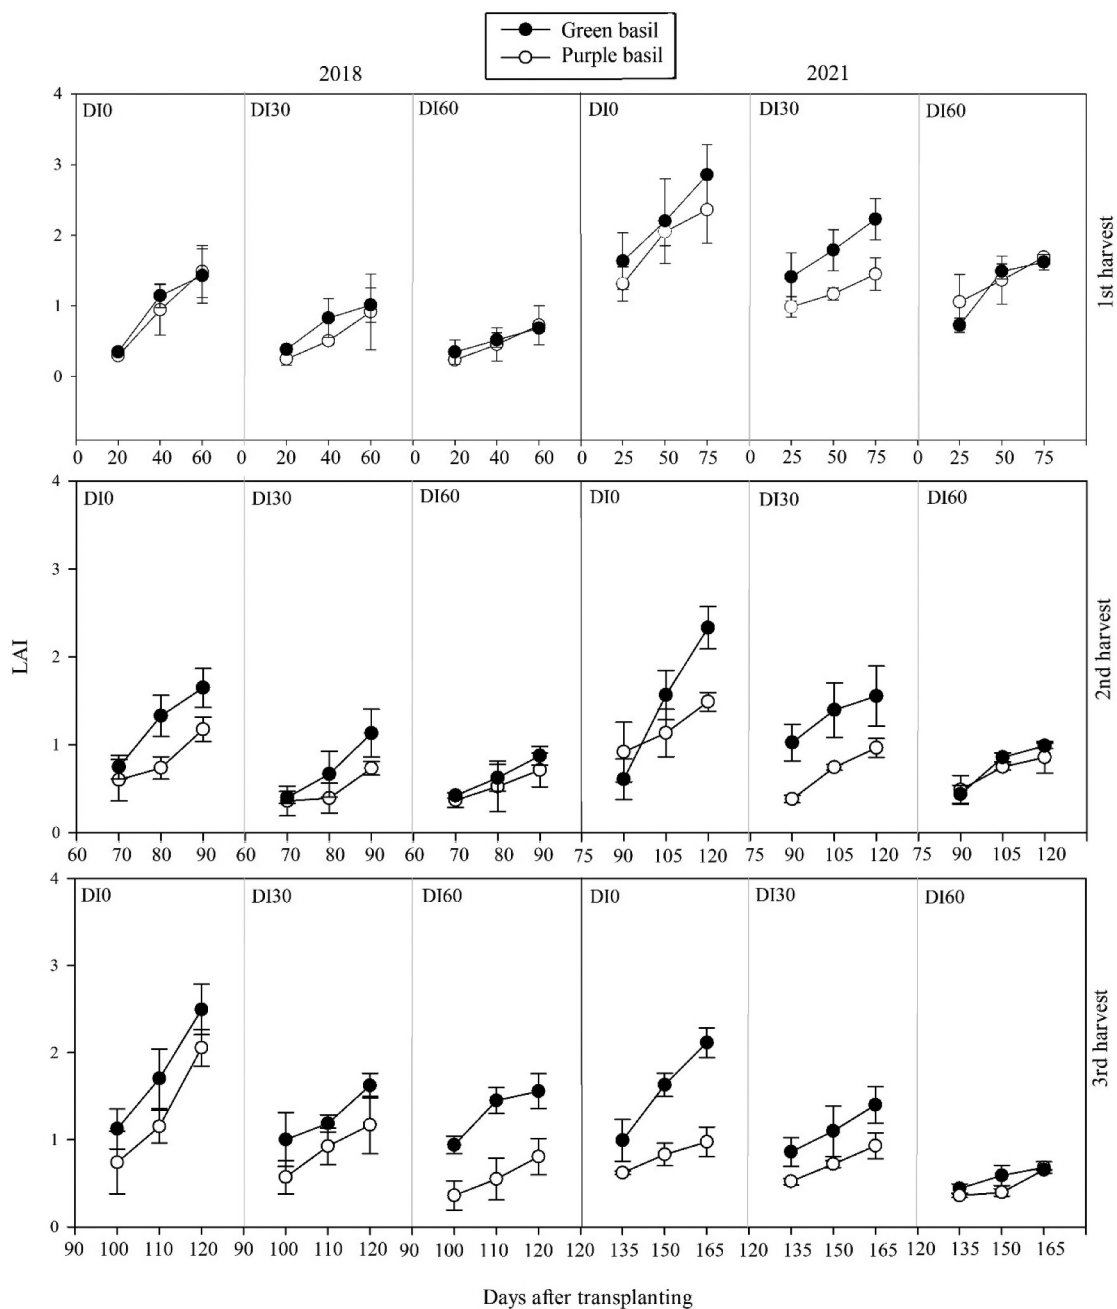 Green basil
Purple basil
2018 2021
4 DI0 DI30 DI60 DI0 DI30 DI60
3
2
1
0
1st harvest
0 20 40 60 0 20 40 60 0 20 40 60 0 25 50 75 0 25 50 75 0 25 50 75
4 DI0 DI30 DI60 DI0 DI30 DI60
3
2
1
0
LAI
2nd harvest
60 70 80 90 60 70 80 90 60 70 80 90 75 90 105 120 75 90 105 120 75 90 105 120
4 DI0 DI30 DI60 DI0 DI30 DI60
3
2
1
0
3rd harvest
90 100 110 120 90 100 110 120 90 100 110 120 120 135 150 165 120 135 150 165 120 135 150 165
Days after transplanting